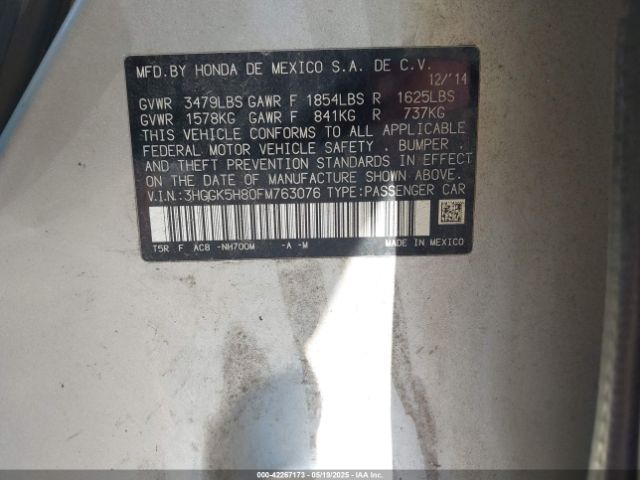 MFD.BY HONDA DE MEXICO S.A. DE C.V.
12/'14
GVWR 3479LBS GAWR F 1854LBS R 1625LBS
GVWR 1578KG GAWR F 841KG R 737KG
THIS VEHICLE CONFORMS TO ALL APPLICABLE
FEDERAL MOTOR VEHICLE SAFETY . BUMPER .
AND THEFT PREVENTION STANDARDS IN EFFECT
ON THE DATE OF MANUFACTURE SHOWN ABOVE.
V.I.N.:3HGGK5H80FM763076 TYPE:PASSENGER CAR
T5R F AC8 -NH700M -A -M MADE IN MEXICO
000-42267173 - 05/19/2025 - IAAI.COM